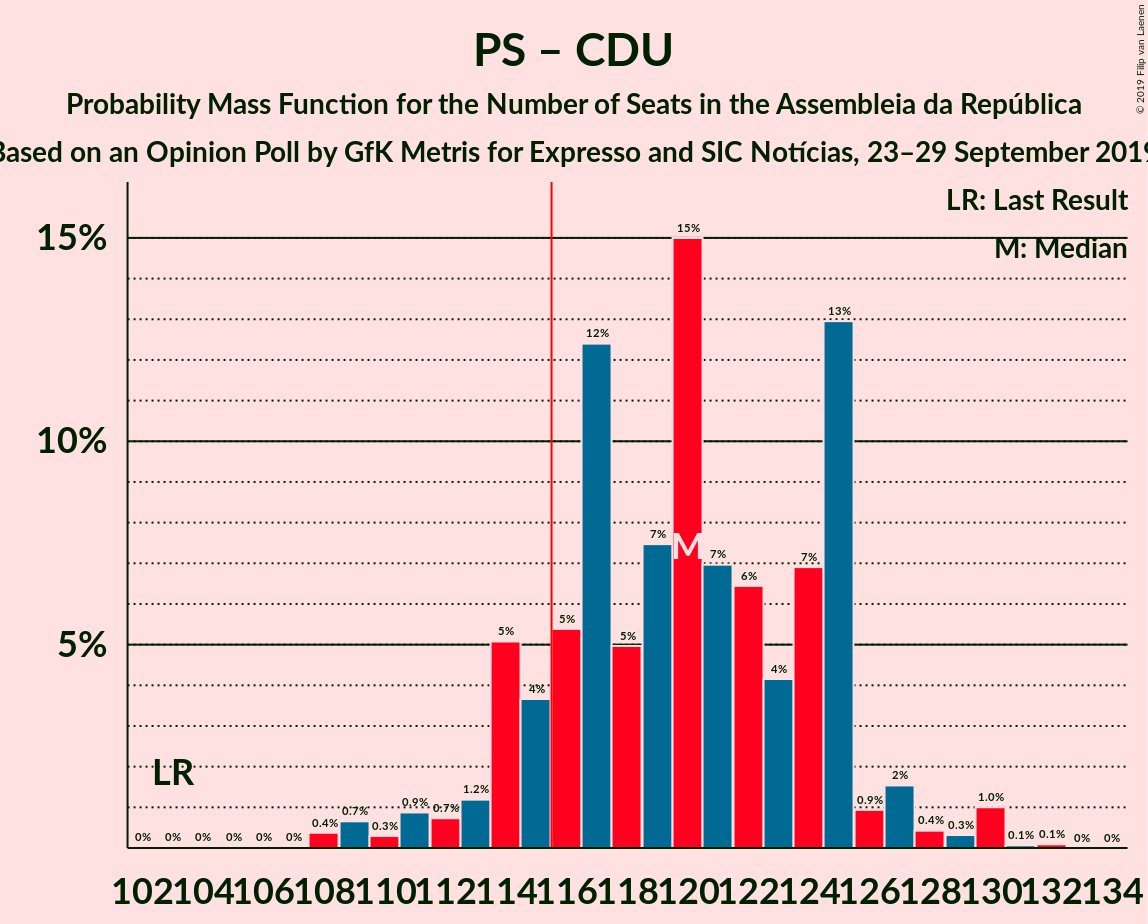 © 2019 Filip van Laenen
PS – CDU
Probability Mass Function for the Number of Seats in the Assembleia da República
Based on an Opinion Poll by GfK Metris for Expresso and SIC Notícias, 23–29 September 2019
LR: Last Result
M: Median
15%
10%
5%
LR
M
0% 0% 0% 0% 0% 0% 0.4% 0.7% 0.3% 0.9% 0.7% 1.2% 5% 4% 5% 12% 5% 7% 15% 7% 6% 4% 7% 13% 0.9% 2% 0.4% 0.3% 1.0% 0.1% 0.1% 0% 0%
102 104 106 108 110 112 114 116 118 120 122 124 126 128 130 132 134